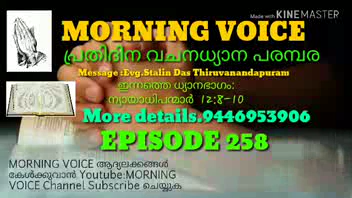 Made with KINEMASTER
MORNING VOICE
പ്രതിദിന വചനധ്യാന പരമ്പര
Message :Evg.Stalin Das Thiruvanandapuram
ഇന്നത്തെ ധ്യാനഭാഗം:
ന്യായാധിപന്മാർ 12:8-10
More details.9446953906
EPISODE 258
MORNING VOICE ആദ്യലക്കങ്ങൾ
കേൾക്കുവാൻ Youtube:MORNING
VOICE Channel Subscribe ചെയ്യുക